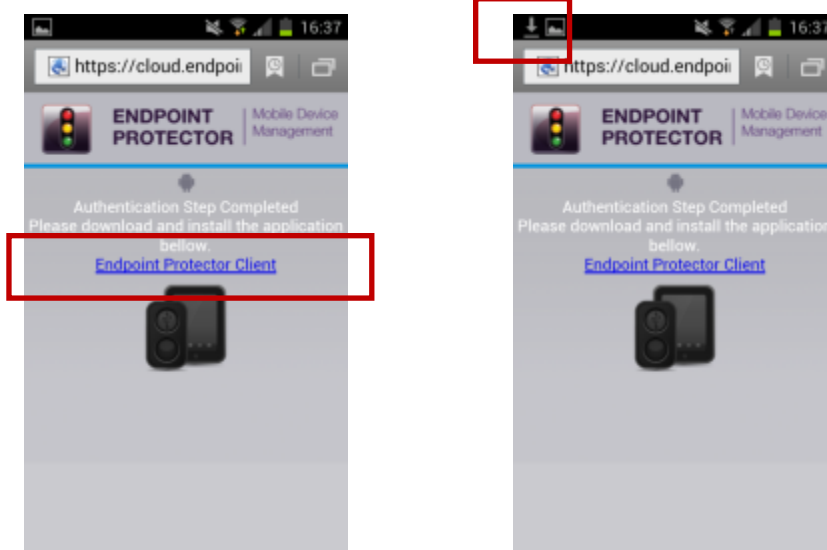 16:37
https://cloud.endpoi
ENDPOINT
PROTECTOR
Mobile Device
Management
Authentication Step Completed
Please download and install the application
bellow.
Endpoint Protector Client
16:37
https://cloud.endpoi
ENDPOINT
PROTECTOR
Mobile Device
Management
Authentication Step Completed
Please download and install the application
bellow.
Endpoint Protector Client